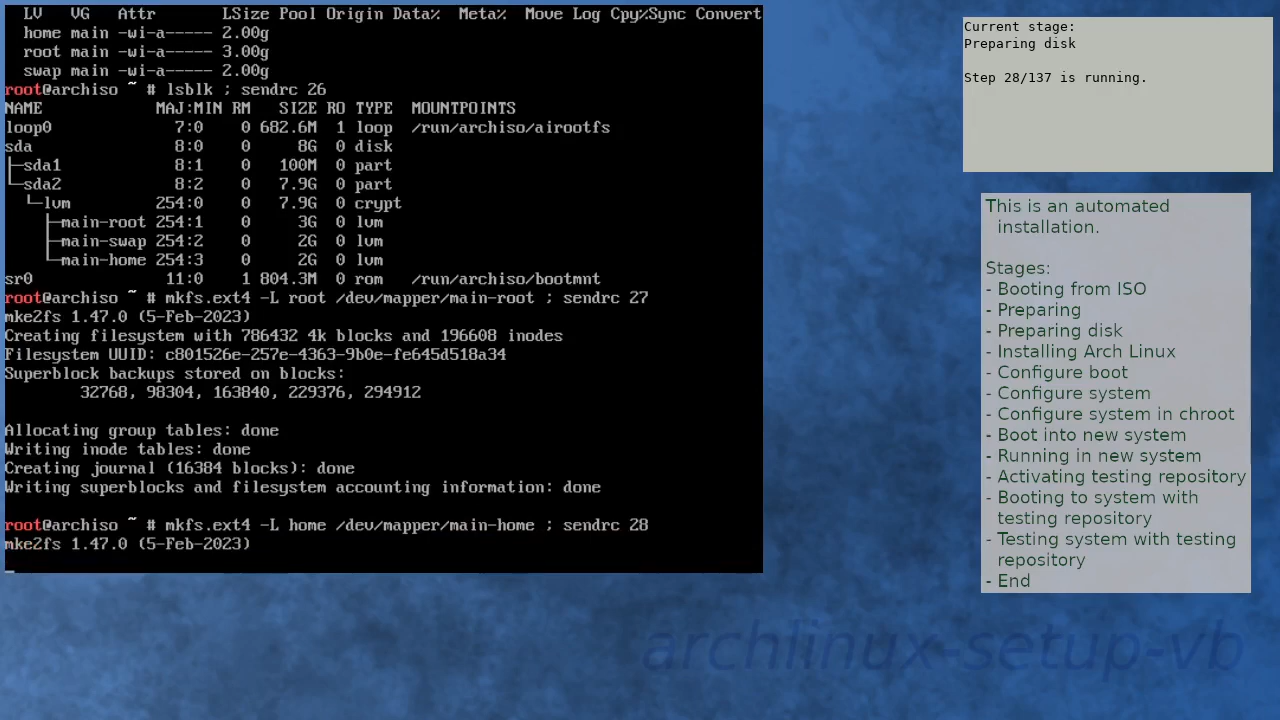 LV   VG   Attr       LSize Pool Origin Data%  Meta%  Move Log Cpy%Sync Convert
  home main -wi-a----- 2.00g
  root main -wi-a----- 3.00g
  swap main -wi-a----- 2.00g
root@archiso ~ # lsblk ; sendrc 26
NAME            MAJ:MIN RM   SIZE RO TYPE  MOUNTPOINTS
loop0             7:0    0 682.6M  1 loop  /run/archiso/airootfs
sda               8:0    0     8G  0 disk
├─sda1            8:1    0   100M  0 part
└─sda2            8:2    0   7.9G  0 part
  └─lvm         254:0    0   7.9G  0 crypt
    ├─main-root 254:1    0     3G  0 lvm
    ├─main-swap 254:2    0     2G  0 lvm
    └─main-home 254:3    0     2G  0 lvm
sr0              11:0    1 804.3M  0 rom   /run/archiso/bootmnt
root@archiso ~ # mkfs.ext4 -L root /dev/mapper/main-root ; sendrc 27
mke2fs 1.47.0 (5-Feb-2023)
Creating filesystem with 786432 4k blocks and 196608 inodes
Filesystem UUID: c801526e-257e-4363-9b0e-fe645d518a34
Superblock backups stored on blocks:
        32768, 98304, 163840, 229376, 294912

Allocating group tables: done
Writing inode tables: done
Creating journal (16384 blocks): done
Writing superblocks and filesystem accounting information: done

root@archiso ~ # mkfs.ext4 -L home /dev/mapper/main-home ; sendrc 28
mke2fs 1.47.0 (5-Feb-2023)
Current stage:
Preparing disk

Step 28/137 is running.
This is an automated
installation.

Stages:
- Booting from ISO
- Preparing
- Preparing disk
- Installing Arch Linux
- Configure boot
- Configure system
- Configure system in chroot
- Boot into new system
- Running in new system
- Activating testing repository
- Booting to system with
testing repository
- Testing system with testing
repository
- End
archlinux-setup-vb